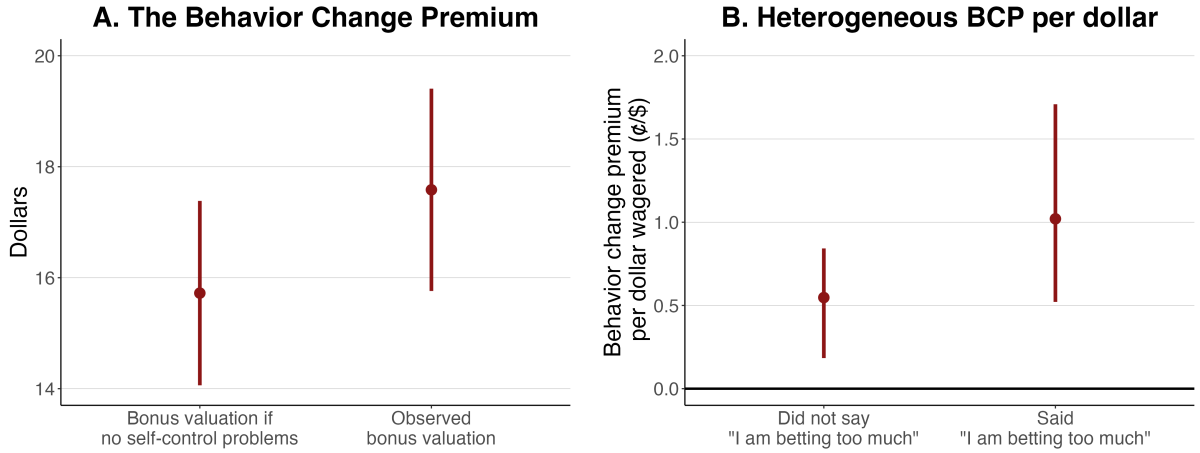 A. The Behavior Change Premium
Dollars
20
18
16
14
Bonus valuation if
no self-control problems
Observed
bonus valuation
B. Heterogeneous BCP per dollar
Behavior change premium
per dollar wagered (¢/$)
2.0
1.5
1.0
0.5
0.0
Did not say
"I am betting too much"
Said
"I am betting too much"